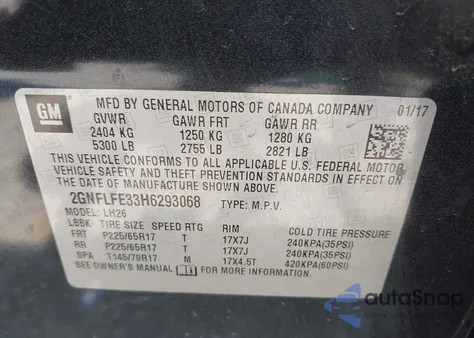 GM
MFD BY GENERAL MOTORS OF CANADA COMPANY 01/17
GVWR GAWR FRT GAWR RR
2404 KG 1250 KG 1280 KG
5300 LB 2755 LB 2821 LB
THIS VEHICLE CONFORMS TO ALL APPLICABLE U.S. FEDERAL MOTOR
VEHICLE SAFETY AND THEFT PREVENTION STANDARDS IN EFFECT ON THE
DATE OF MANUFACTURE SHOWN ABOVE.
2GNFLFE33H6293068 TYPE: M.P.V.
MODEL: LH26
LBBK TIRE SIZE SPEED RTG RIM COLD TIRE PRESSURE
FRT P225/65R17 T 17X7J 240KPA(35PSI)
RR P225/65R17 T 17X7J 240KPA(35PSI)
SPA T145/70R17 M 17X4.5T 420KPA(60PSI)
SEE OWNER'S MANUAL FOR MORE INFORMATION
autoSnap